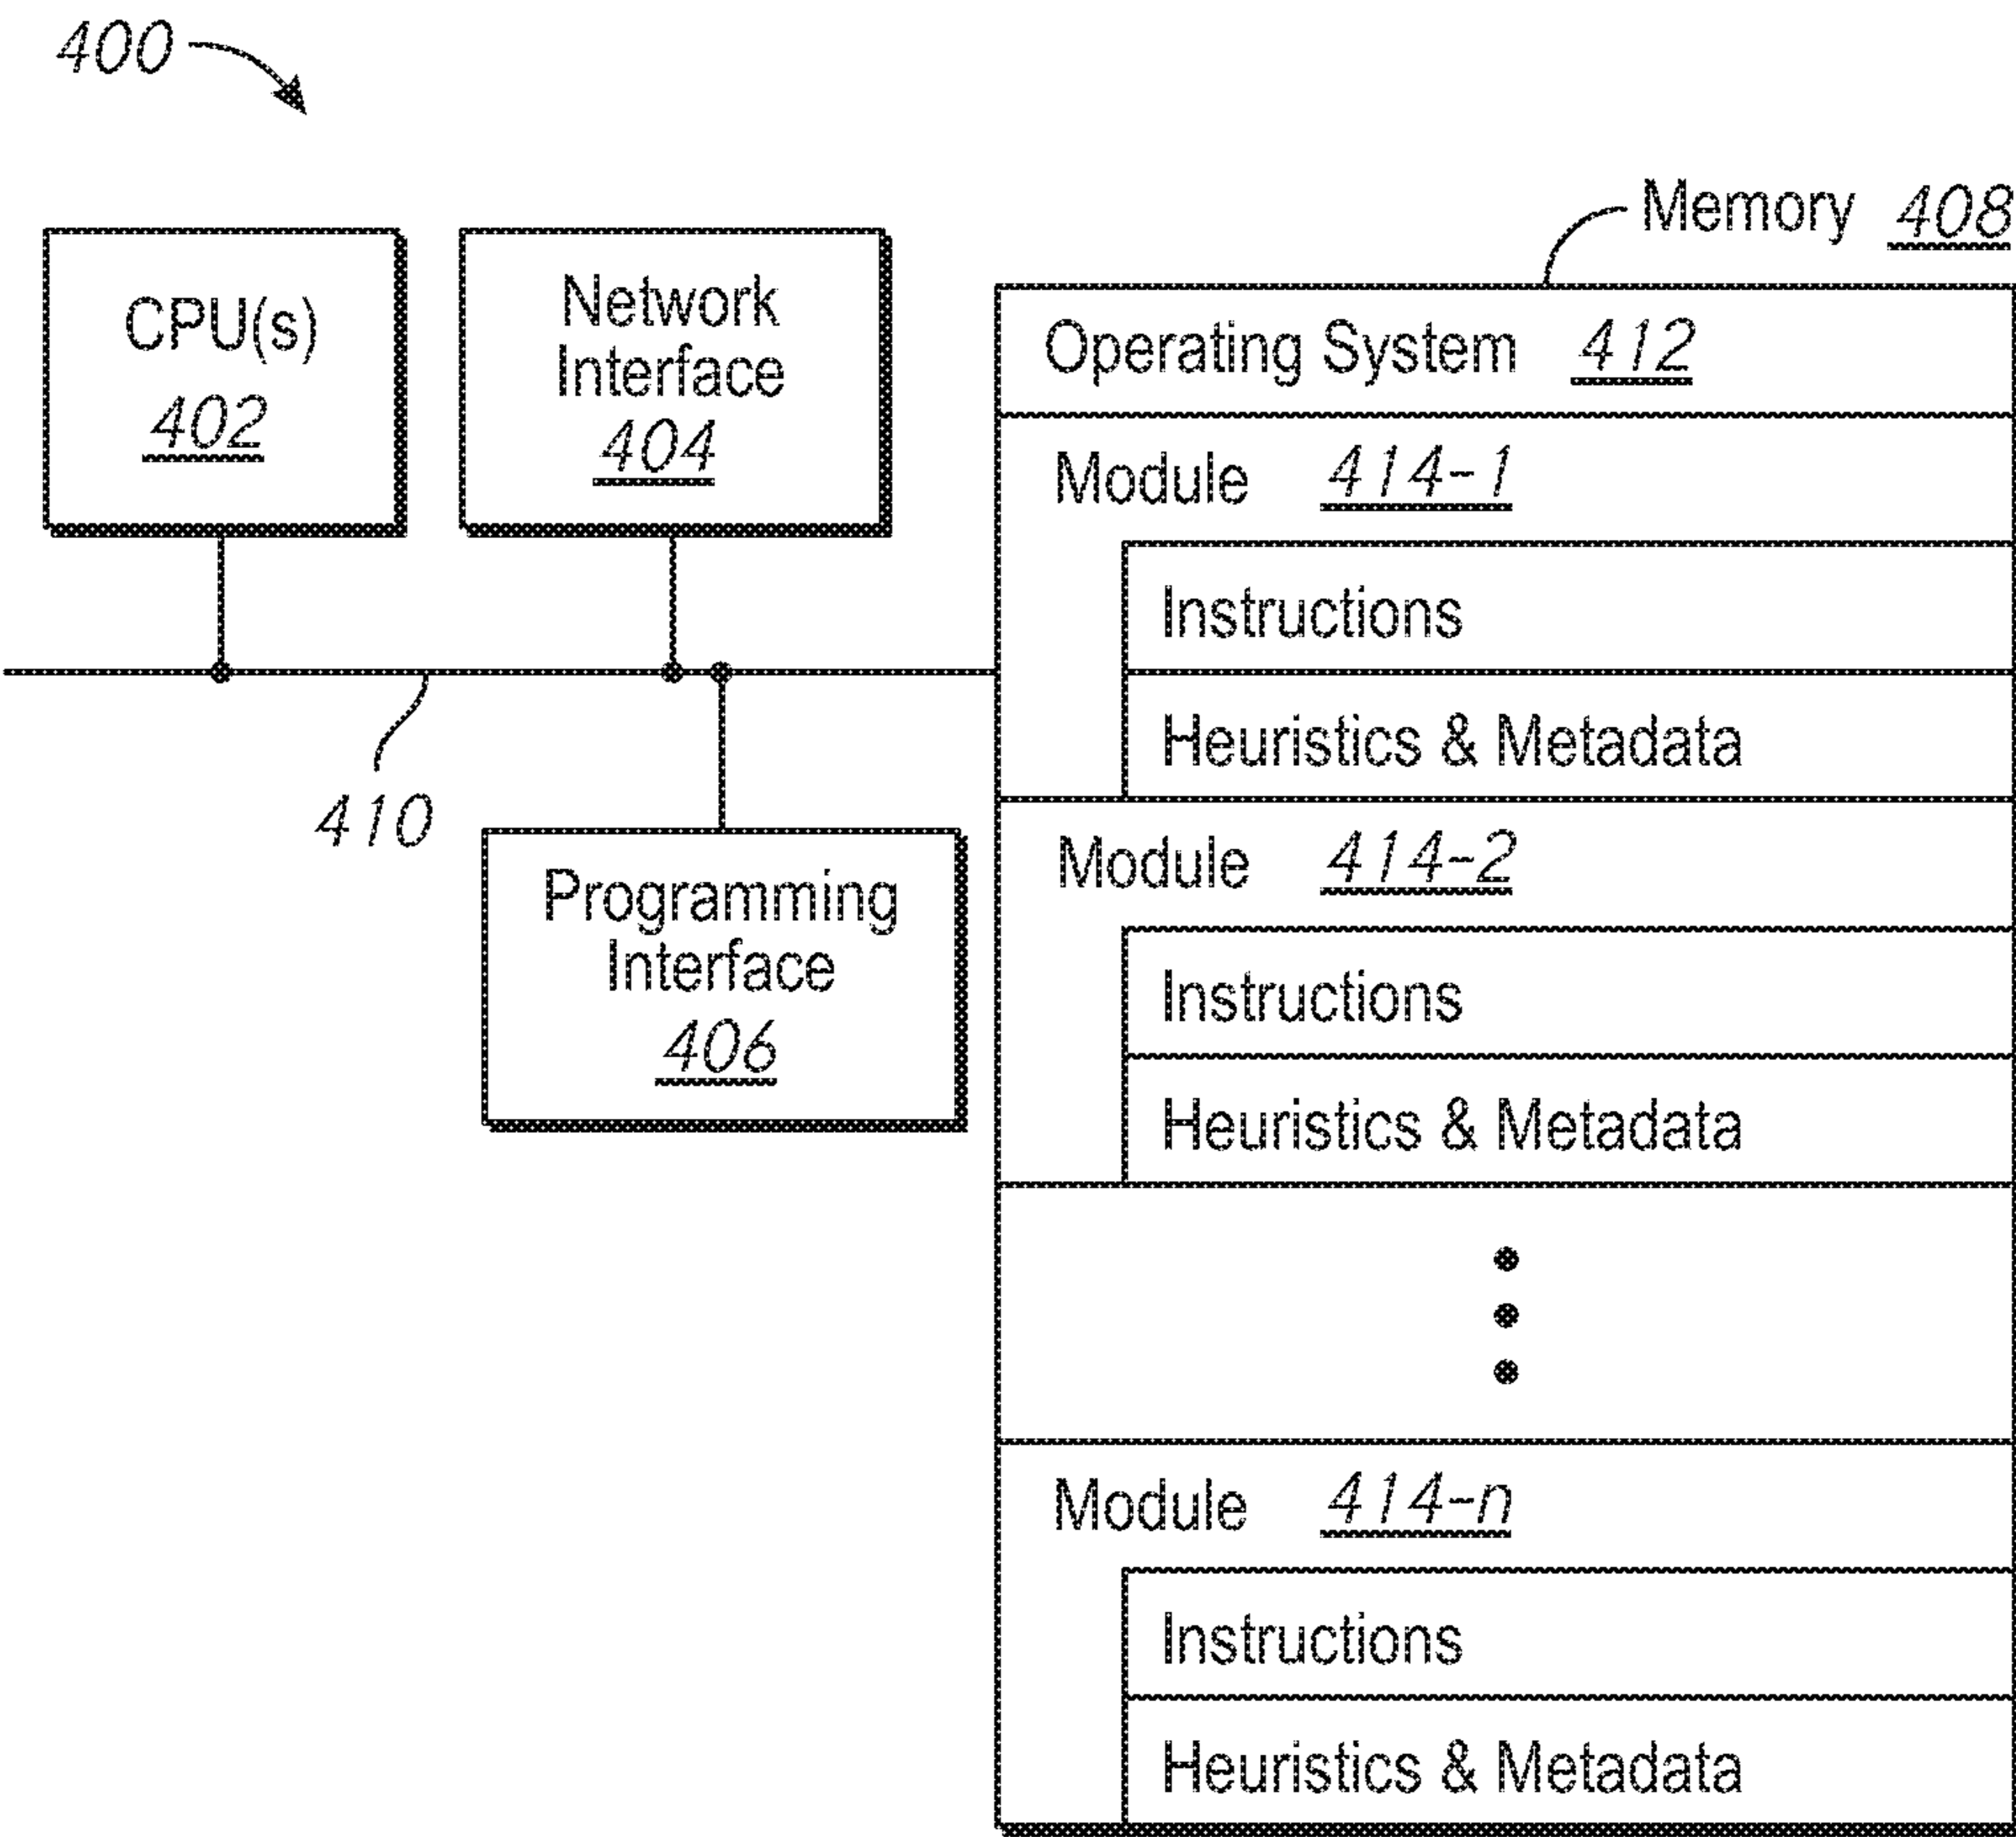 400
Memory 408
CPU(s)
402
Network
Interface
404
410
Programming
Interface
406
Operating System 412
Module 414-1
Instructions
Heuristics & Metadata
Module 414-2
Instructions
Heuristics & Metadata
Module 414-n
Instructions
Heuristics & Metadata